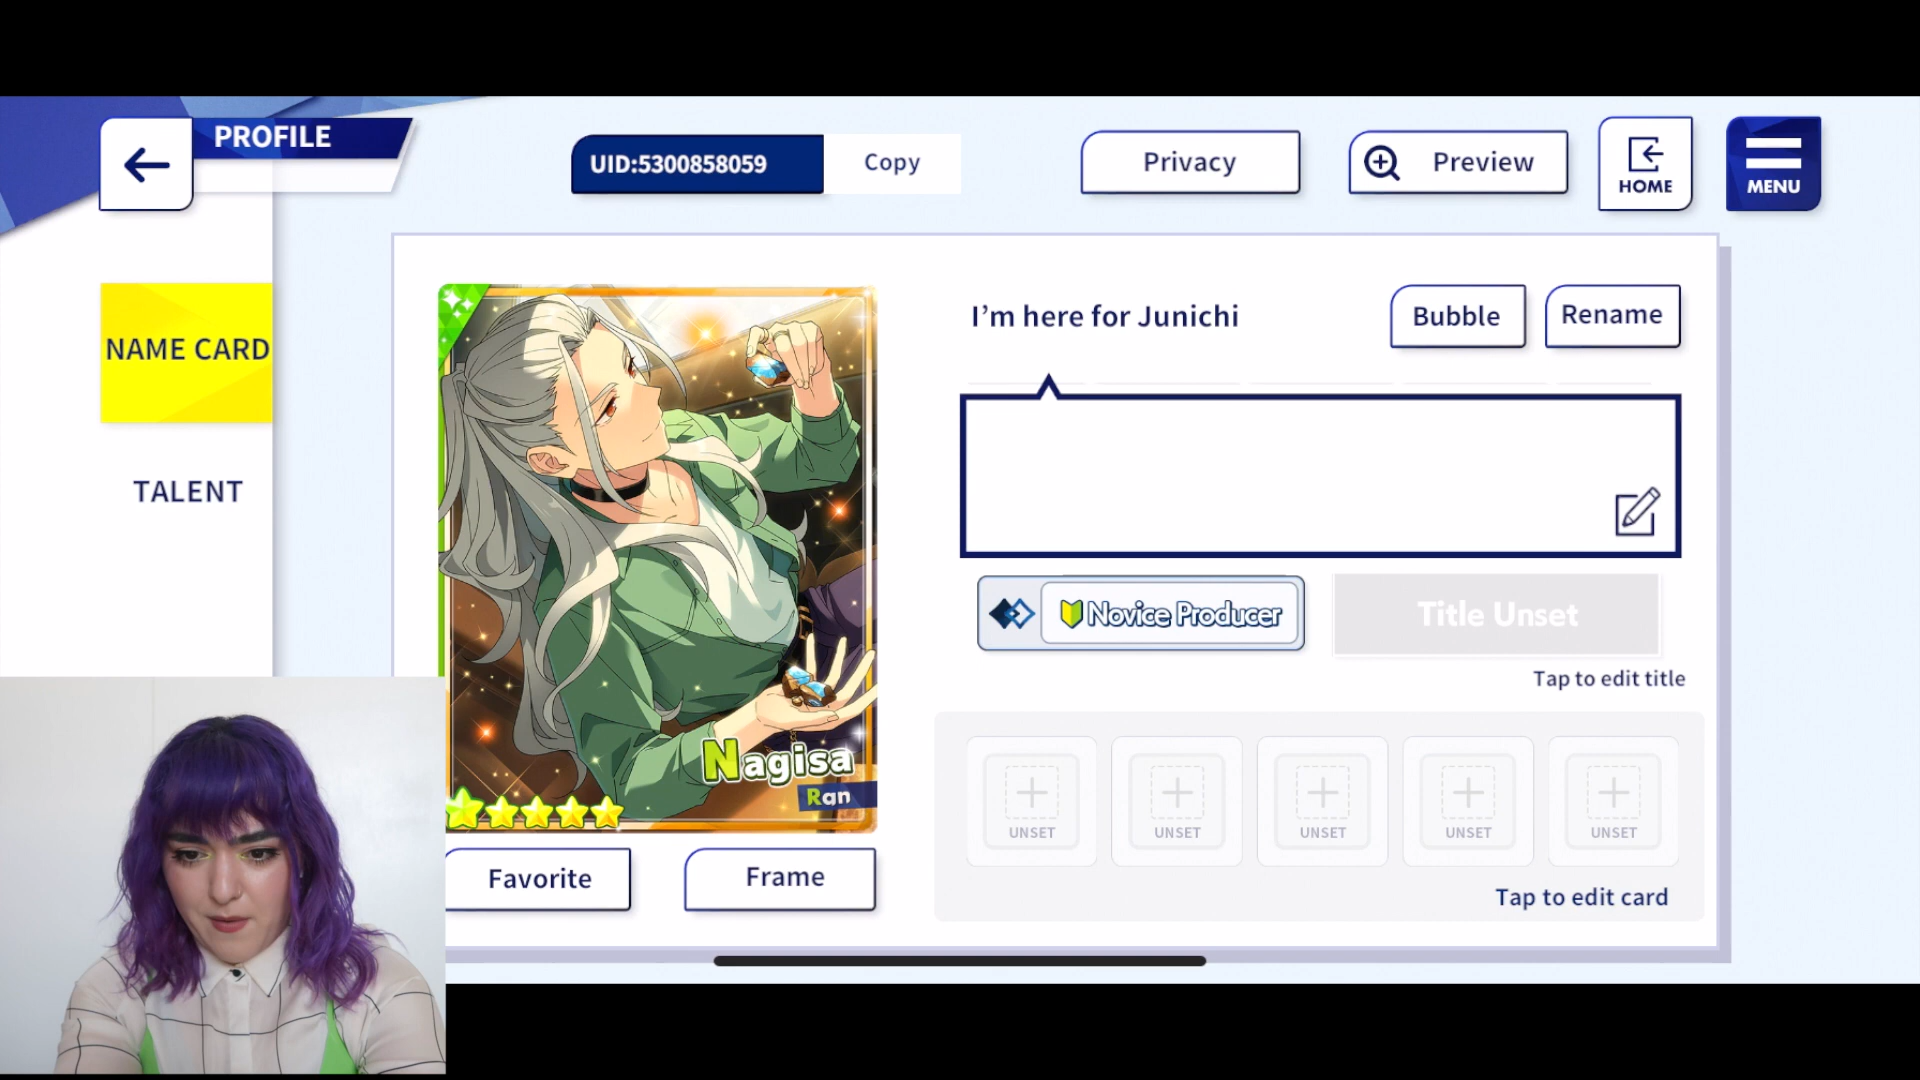 PROFILE
UID:5300858059
Copy
Privacy
Preview
HOME
MENU
NAME CARD
TALENT
I'm here for Junichi
Bubble
Rename
Novice Producer
Title Unset
Tap to edit title
Nagisa
Ran
UNSET
UNSET
UNSET
UNSET
UNSET
Favorite
Frame
Tap to edit card